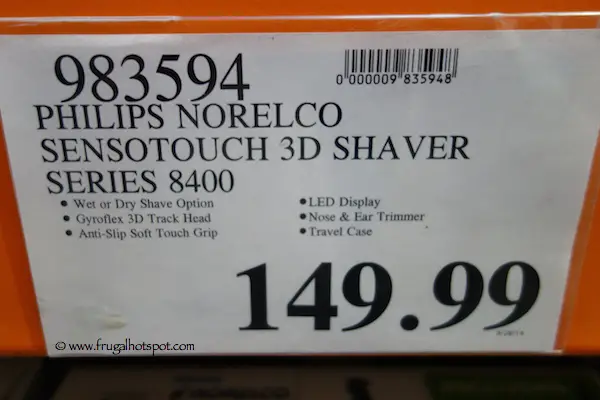 983594
0 000009 835948
PHILIPS NORELCO
SENSOTOUCH 3D SHAVER
SERIES 8400
• Wet or Dry Shave Option
• Gyroflex 3D Track Head
• Anti-Slip Soft Touch Grip
• LED Display
• Nose & Ear Trimmer
• Travel Case
149.99
© www.frugalhotspot.com